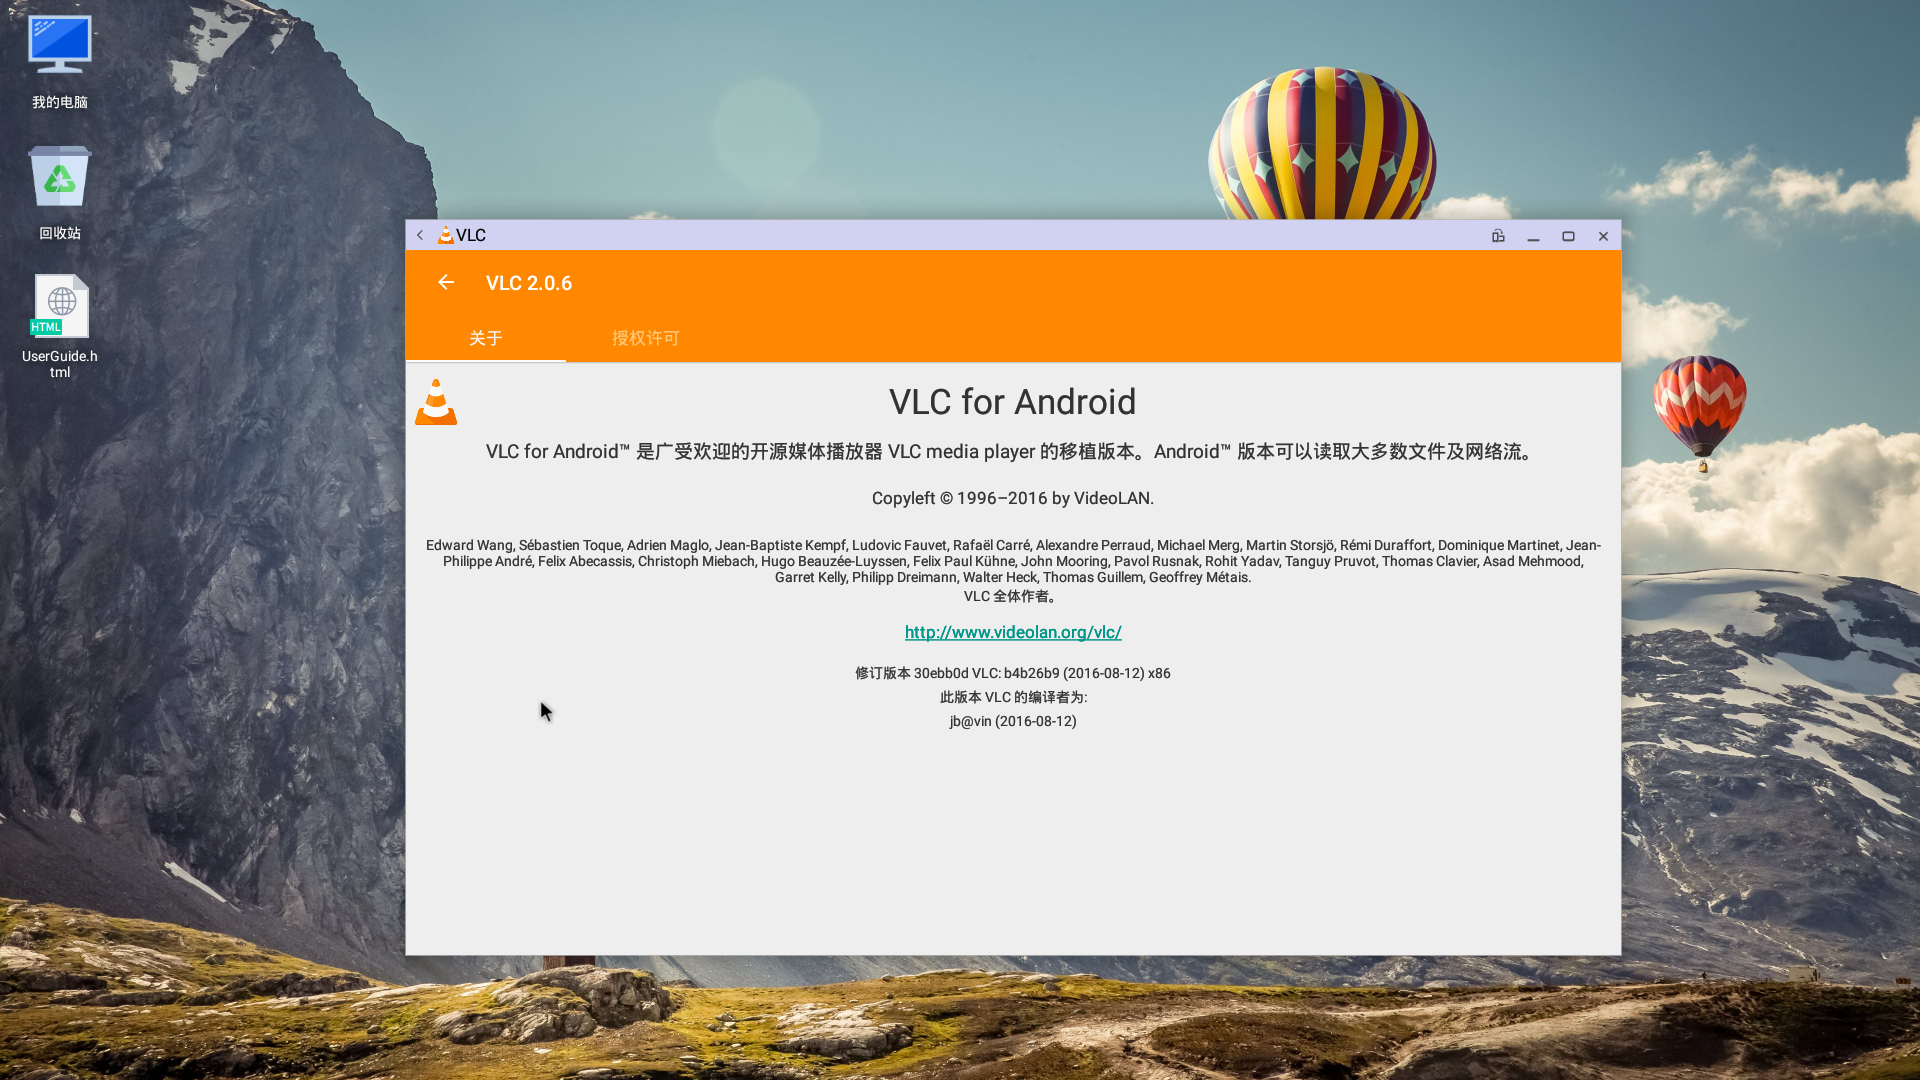 我的电脑
回收站
HTML
UserGuide.h
tml
VLC
VLC 2.0.6
关于
授权许可
VLC for Android
VLC for Android™ 是广受欢迎的开源媒体播放器 VLC media player 的移植版本。Android™ 版本可以读取大多数文件及网络流。
Copyleft © 1996–2016 by VideoLAN.
Edward Wang, Sébastien Toque, Adrien Maglo, Jean-Baptiste Kempf, Ludovic Fauvet, Rafaël Carré, Alexandre Perraud, Michael Merg, Martin Storsjö, Rémi Duraffort, Dominique Martinet, Jean-
Philippe André, Felix Abecassis, Christoph Miebach, Hugo Beauzée-Luyssen, Felix Paul Kühne, John Mooring, Pavol Rusnak, Rohit Yadav, Tanguy Pruvot, Thomas Clavier, Asad Mehmood,
Garret Kelly, Philipp Dreimann, Walter Heck, Thomas Guillem, Geoffrey Métais.
VLC 全体作者。
http://www.videolan.org/vlc/
修订版本 30ebb0d VLC: b4b26b9 (2016-08-12) x86
此版本 VLC 的编译者为:
jb@vin (2016-08-12)